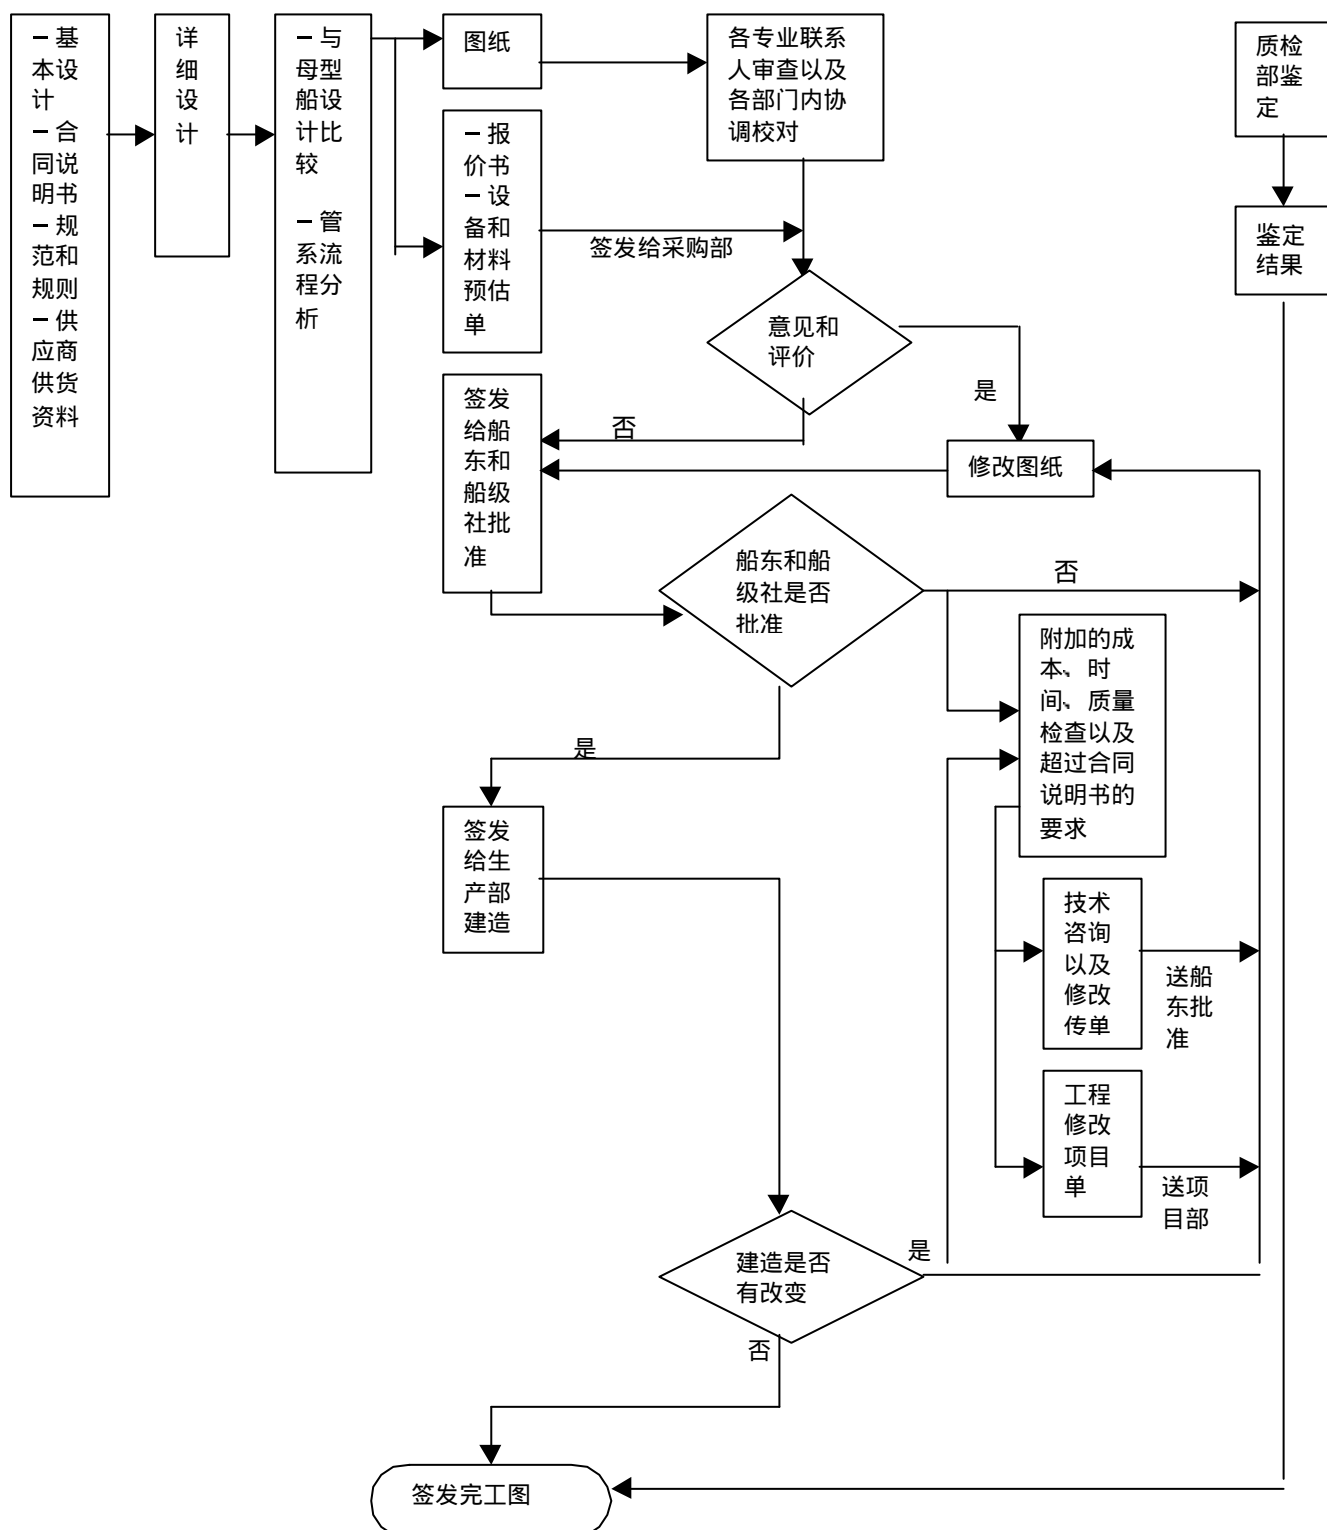 －基
本设
计
－合
同说
明书
－规
范和
规则
－供
应商
供货
资料
详
细
设
计
－与
母型
船设
计比
较
－管
系流
程分
析
图纸
－报
价书
－设
备和
材料
预估
单
各专业联系
人审查以及
各部门内协
调校对
质检
部鉴
定
鉴定
结果
签发给采购部
意见和
评价
是
否
签发
给船
东和
船级
社批
准
修改图纸
船东和船
级社是否
批准
否
附加的成
本、时
间、质量
检查以及
超过合同
说明书的
要求
是
签发
给生
产部
建造
技术
咨询
以及
修改
传单
送船
东批
准
工程
修改
项目
单
送项
目部
建造是否
有改变
是
否
签发完工图